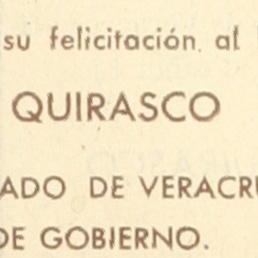 su felicitación al
QUIRASCO
ADO DE VERACRU
DE GOBIERNO.